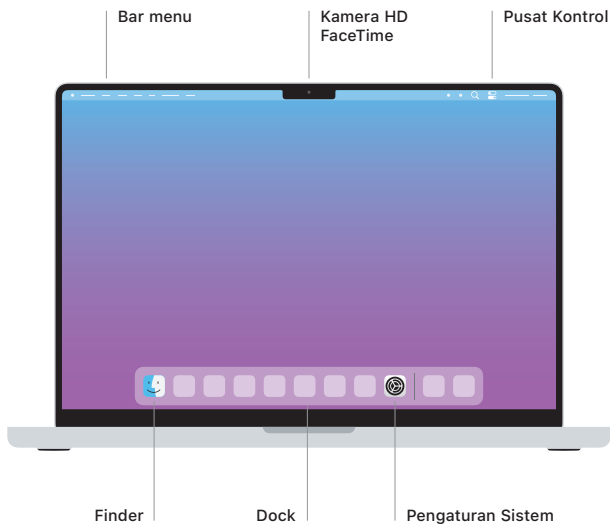 Bar menu
Kamera HD
FaceTime
Pusat Kontrol
Finder
Dock
Pengaturan Sistem